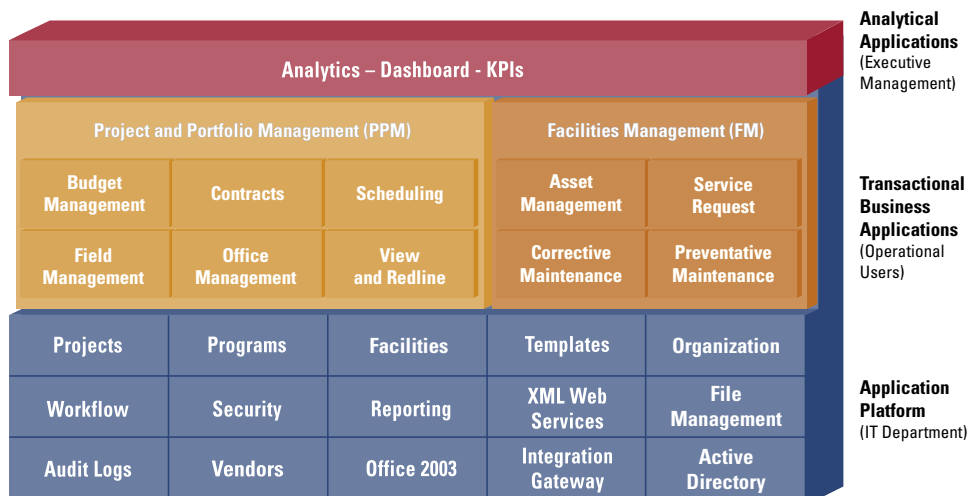 Analytical
Applications
(Executive
Management)
Analytics – Dashboard - KPIs
Project and Portfolio Management (PPM)
Facilities Management (FM)
Budget
Management
Contracts
Scheduling
Asset
Management
Service
Request
Field
Management
Office
Management
View
and Redline
Corrective
Maintenance
Preventative
Maintenance
Transactional
Business
Applications
(Operational
Users)
Projects
Programs
Facilities
Templates
Organization
Workflow
Security
Reporting
XML Web
Services
File
Management
Audit Logs
Vendors
Office 2003
Integration
Gateway
Active
Directory
Application
Platform
(IT Department)